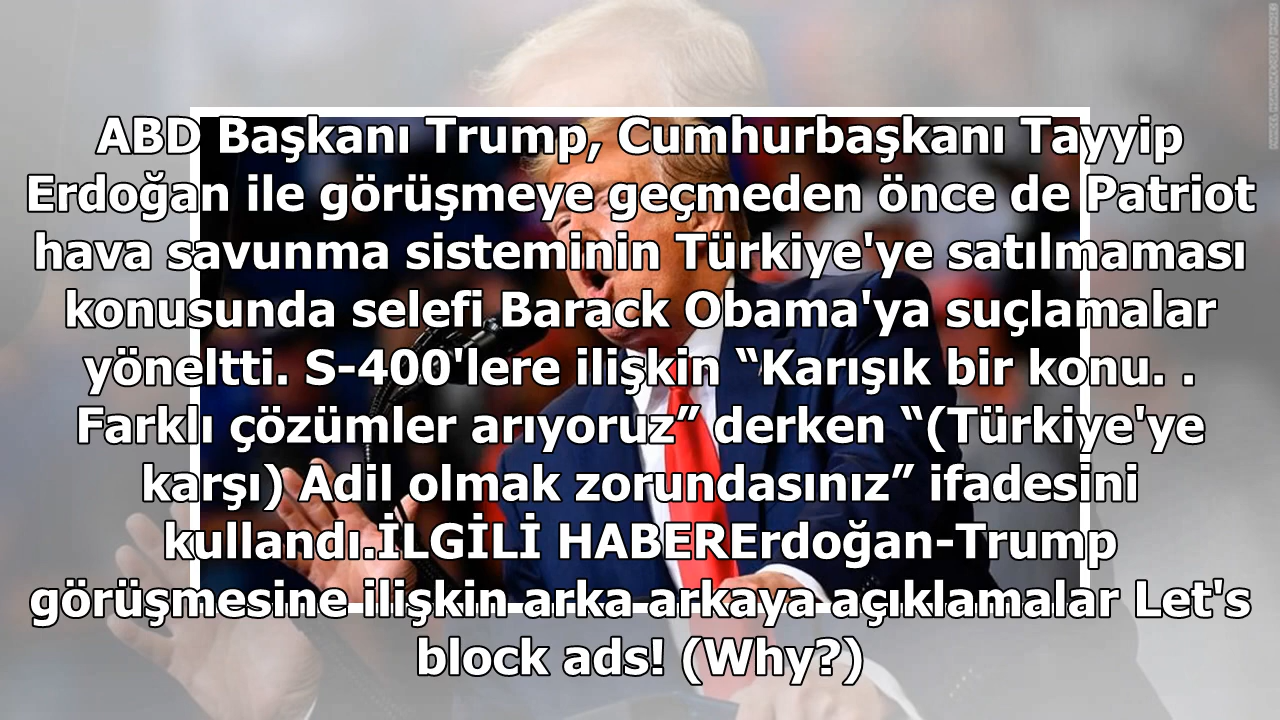 ABD Başkanı Trump, Cumhurbaşkanı Tayyip
Erdoğan ile görüşmeye geçmeden önce de Patriot
hava savunma sisteminin Türkiye'ye satılmaması
konusunda selefi Barack Obama'ya suçlamalar
yöneltti. S-400'lere ilişkin “Karışık bir konu. .
Farklı çözümler arıyoruz” derken “(Türkiye'ye
karşı) Adil olmak zorundasınız” ifadesini
kullandı.İLGİLİ HABERErdoğan-Trump
görüşmesine ilişkin arka arkaya açıklamalar Let's
block ads! (Why?)